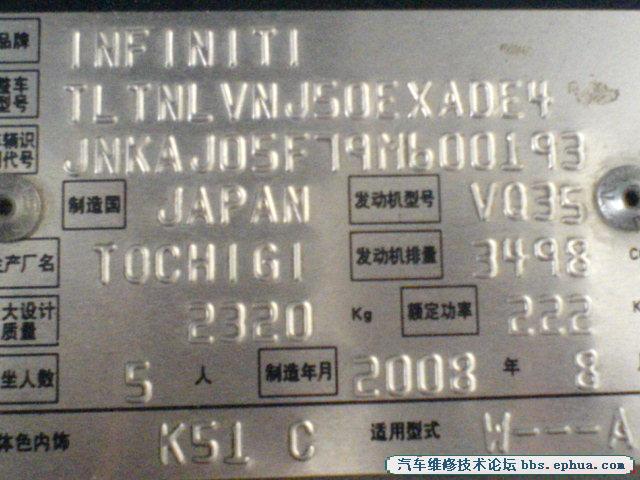 品牌 INFINITI
整车型号 TLTNLVNJ50EXADE4
车辆识别代号 JNKAJ05F79M600193
制造国 JAPAN 发动机型号 VQ35
生产厂名 TOCHIGI 发动机排量 3498
大设计质量 2320 Kg 额定功率 222
坐人数 5 人 制造年月 2008 年 8
体色内饰 K51 C 适用型式 W---A
汽车维修技术论坛 bbs.ephua.com